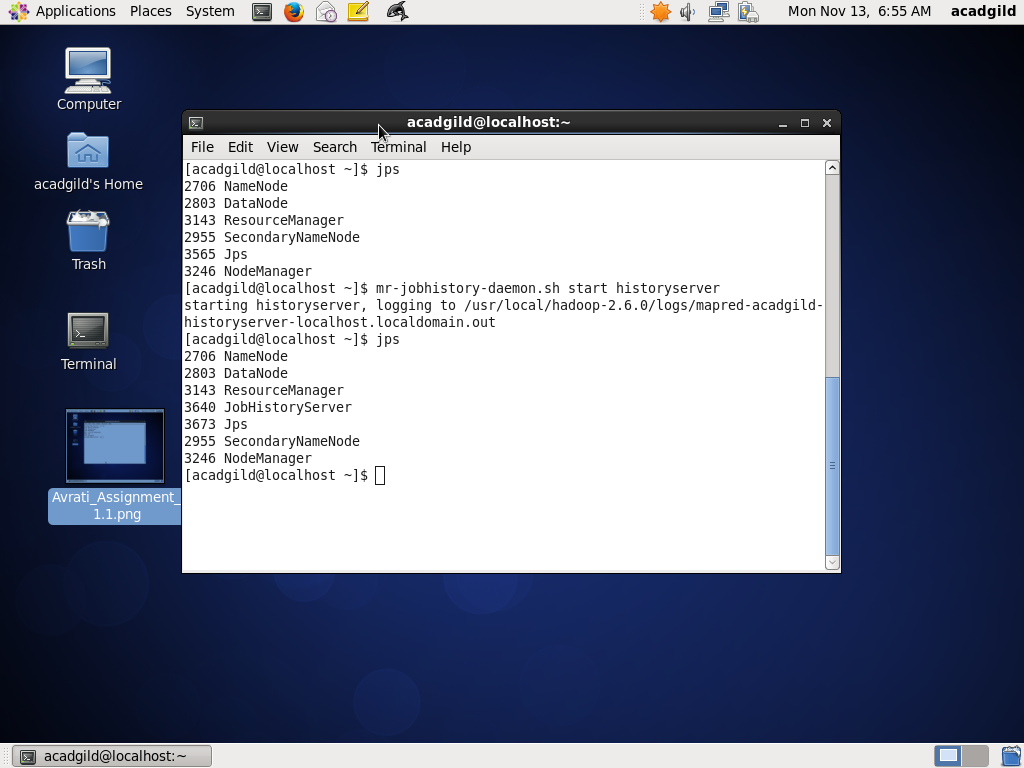 Applications Places System Mon Nov 13, 6:55 AM acadgild
Computer
acadgild's Home
Trash
Terminal
Avrati_Assignment_
1.1.png
acadgild@localhost:~
File Edit View Search Terminal Help
[acadgild@localhost ~]$ jps
2706 NameNode
2803 DataNode
3143 ResourceManager
2955 SecondaryNameNode
3565 Jps
3246 NodeManager
[acadgild@localhost ~]$ mr-jobhistory-daemon.sh start historyserver
starting historyserver, logging to /usr/local/hadoop-2.6.0/logs/mapred-acadgild-
historyserver-localhost.localdomain.out
[acadgild@localhost ~]$ jps
2706 NameNode
2803 DataNode
3143 ResourceManager
3640 JobHistoryServer
3673 Jps
2955 SecondaryNameNode
3246 NodeManager
[acadgild@localhost ~]$
acadgild@localhost:~